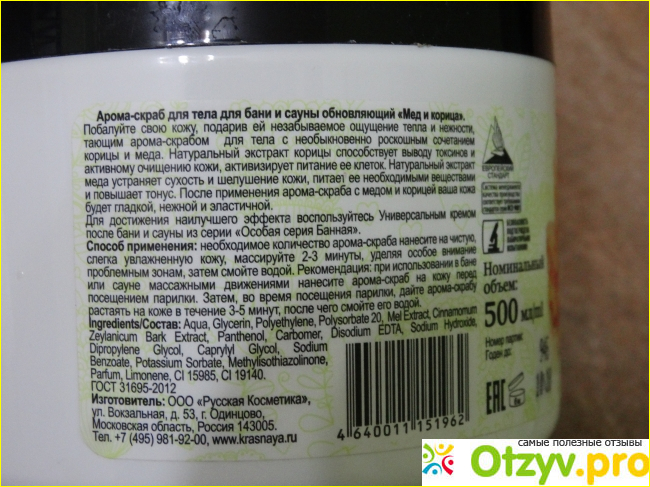 Арома-скраб для тела для бани и сауны обновляющий «Мед и корица».
Побалуйте свою кожу, подарив ей незабываемое ощущение тепла и нежности,
тающим арома-скрабом для тела с необыкновенно роскошным сочетанием
корицы и меда. Натуральный экстракт корицы способствует выводу токсинов и
активному очищению кожи, активизирует питание ее клеток. Натуральный экстракт
меда устраняет сухость и шелушение кожи, питает ее необходимыми веществами
и повышает тонус. После применения арома-скраба с медом и корицей ваша кожа
будет гладкой, нежной и эластичной.
Для достижения наилучшего эффекта воспользуйтесь Универсальным кремом
после бани и сауны из серии «Особая серия Банная».
Способ применения: необходимое количество арома-скраба нанесите на чистую,
слегка увлажненную кожу, массируйте 2-3 минуты, уделяя особое внимание
проблемным зонам, затем смойте водой. Рекомендация: при использовании в бане
или сауне массажными движениями нанесите арома-скраб на кожу перед
посещением парилки. Затем, во время посещения парилки, дайте арома-скрабу
растаять на коже в течение 3-5 минут, после чего смойте его водой.
Ingredients/Состав: Aqua, Glycerin, Polyethylene, Polysorbate 20, Mel Extract, Cinnamomum
Zeylanicum Bark Extract, Panthenol, Carbomer, Disodium EDTA, Sodium Hydroxide,
Dipropylene Glycol, Caprylyl Glycol, Sodium
Benzoate, Potassium Sorbate, Methylisothiazolinone,
Parfum, Limonene, CI 15985, CI 19140.
ГОСТ 31695-2012
Изготовитель: ООО «Русская Косметика»,
ул. Вокзальная, д. 53, г. Одинцово,
Московская область, Россия 143005.
Тел. +7 (495) 981-92-00, www.krasnaya.ru
4 640011 151962
ЕВРОПЕЙСКИЙ
СТАНДАРТ
Номинальный
объем:
500 мл/ml
Номер партии:
Годен до:
96
EAC
самые полезные отзывы
Otzyv.pro